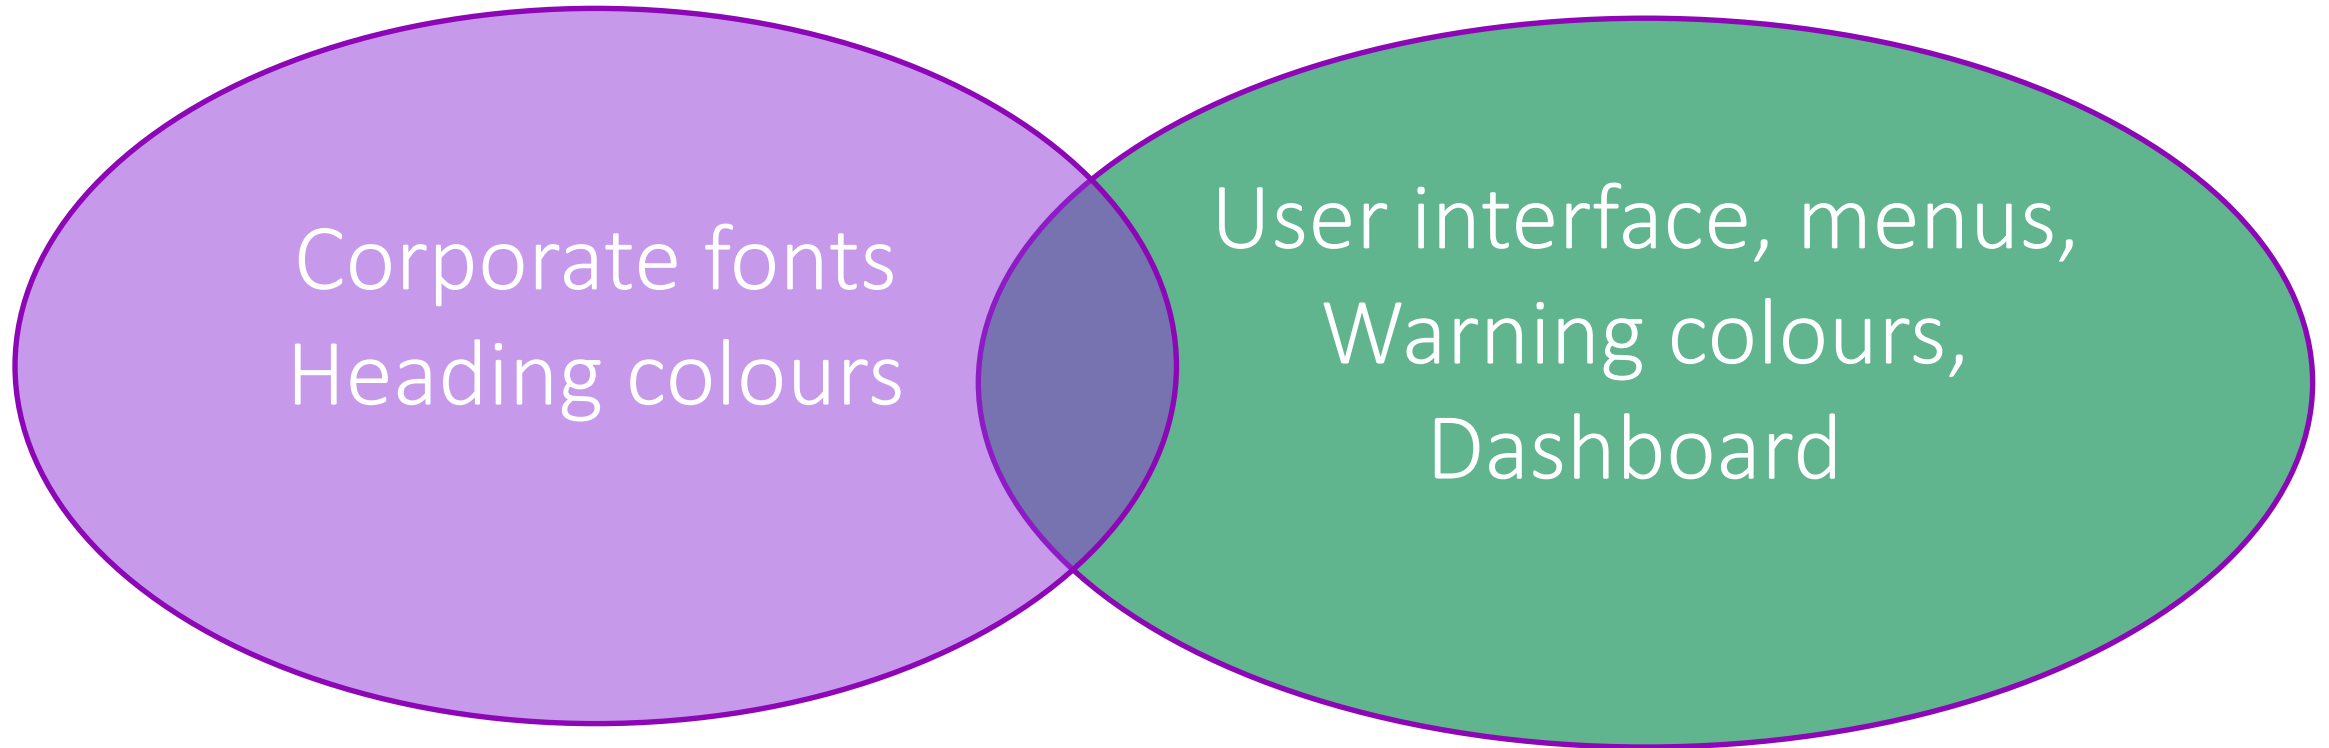 Corporate fonts
Heading colours
User interface, menus,
Warning colours,
Dashboard